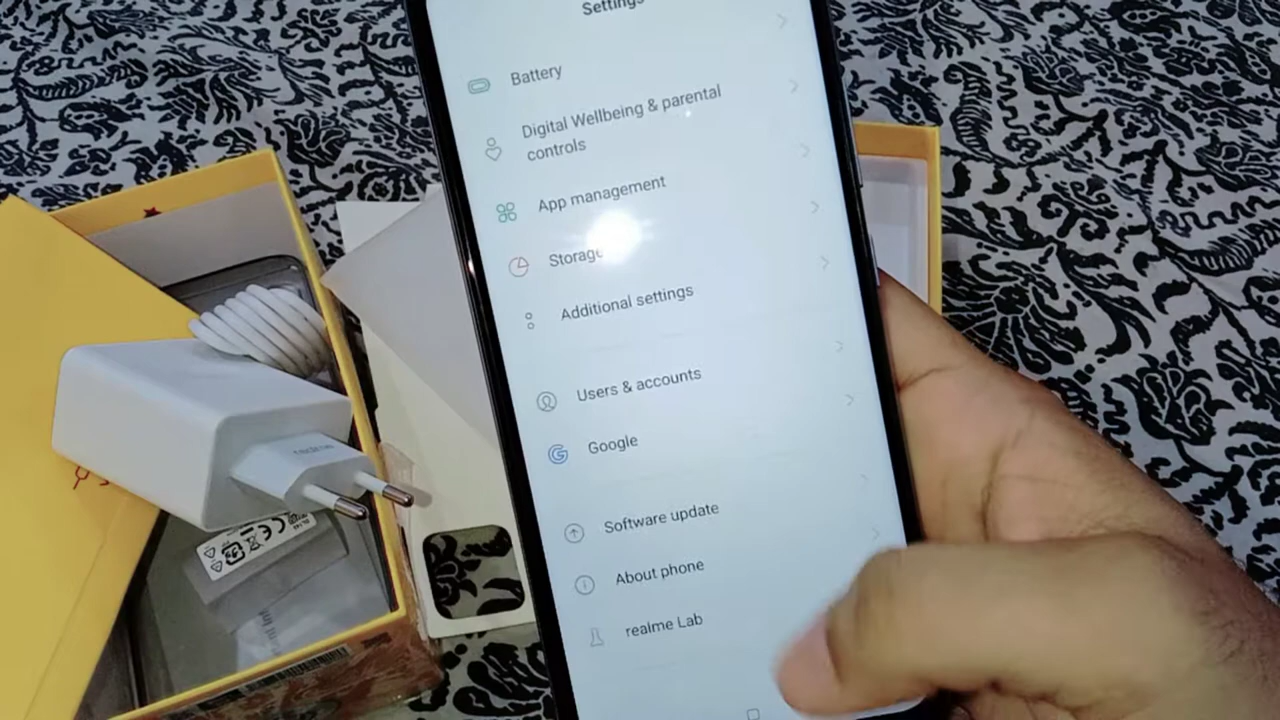 Settings
Battery
Digital Wellbeing & parental
controls
App management
Storage
Additional settings
Users & accounts
Google
Software update
About phone
realme Lab
realme